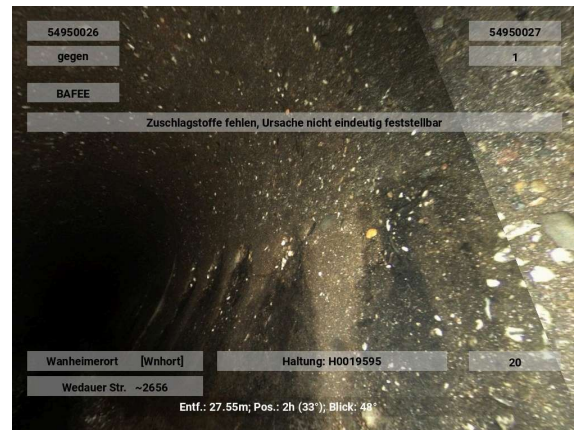 54950026 54950027
gegen 1
BAFEE
Zuschlagstoffe fehlen, Ursache nicht eindeutig feststellbar
Wanheimerort [Wnhort] Haltung: H0019595 20
Wedauer Str. ~2656
Entf.: 27.55m; Pos.: 2h (33°); Blick: 48°